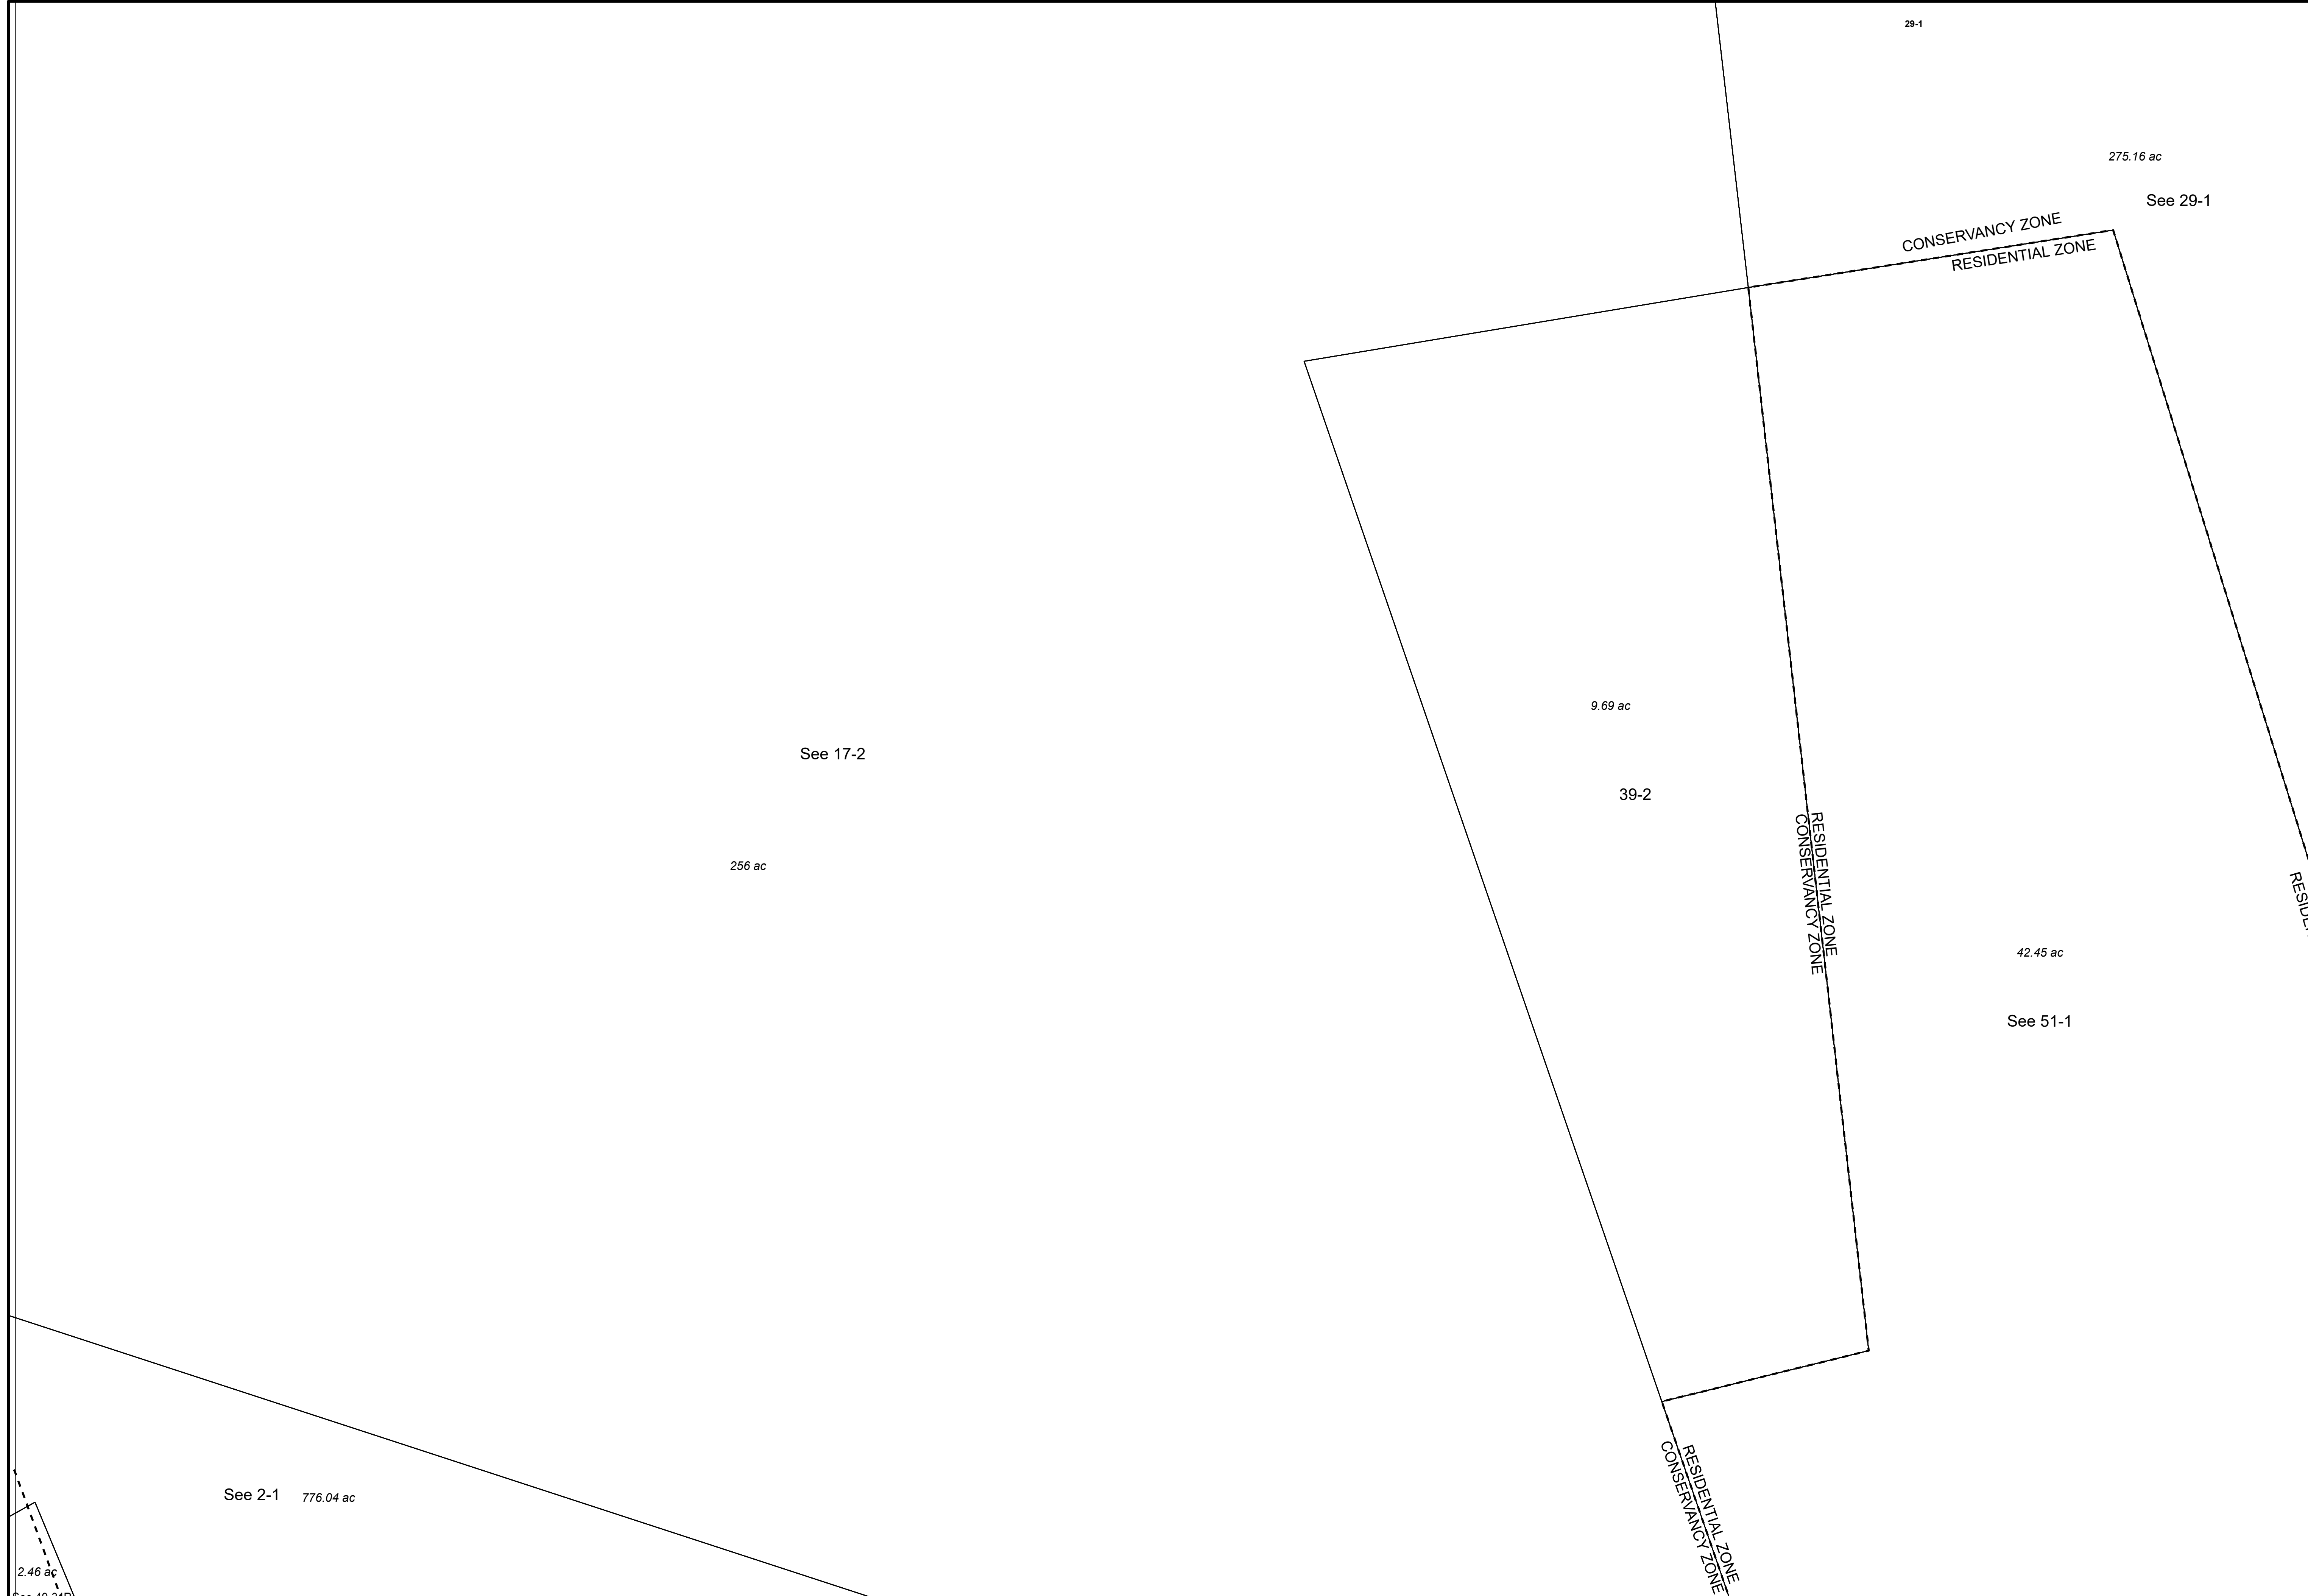 29-1
275.16 ac
See 29-1
CONSERVANCY ZONE
RESIDENTIAL ZONE
9.69 ac
See 17-2
39-2
RESIDENTIAL ZONE
CONSERVANCY ZONE
256 ac
42.45 ac
See 51-1
RESIDENTIAL ZONE
CONSERVANCY ZONE
See 2-1 776.04 ac
2.46 ac